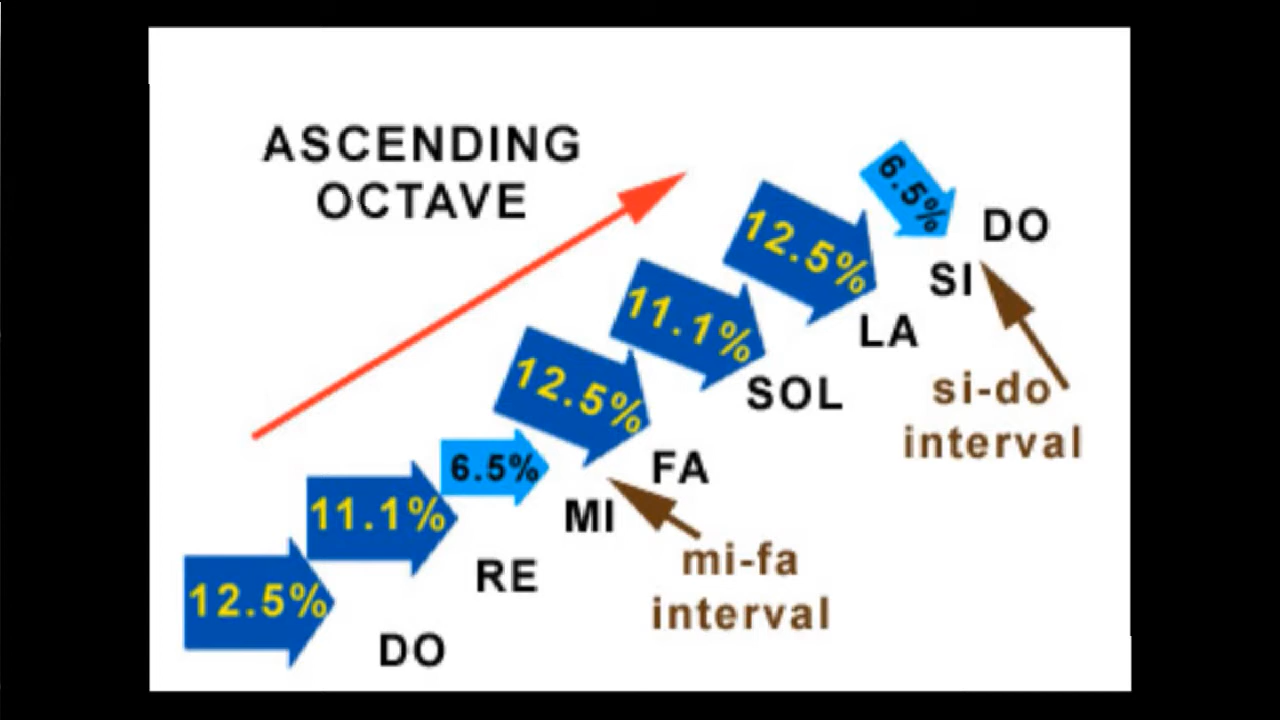 ASCENDING
OCTAVE
6.5%
DO
12.5%
SI
11.1%
LA
si-do
interval
12.5%
SOL
6.5%
FA
11.1%
MI
mi-fa
interval
12.5%
RE
DO